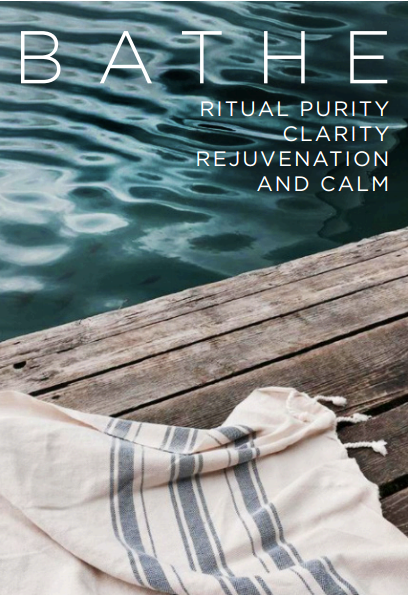 BATHE
RITUAL PURITY
CLARITY
REJUVENATION
AND CALM